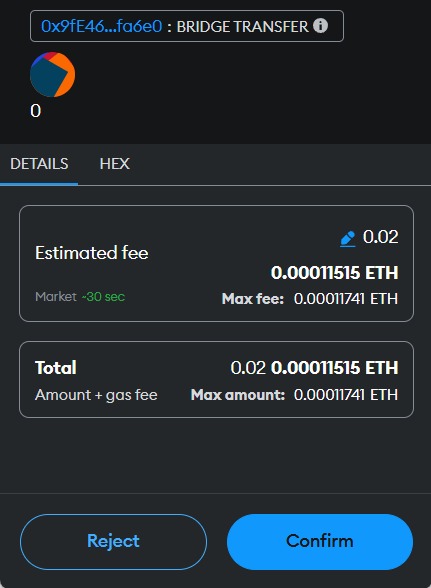 0x9fE46...fa6e0 : BRIDGE TRANSFER
0
DETAILS HEX
0.02
Estimated fee
0.00011515 ETH
Market ~30 sec Max fee: 0.00011741 ETH
Total 0.02 0.00011515 ETH
Amount + gas fee Max amount: 0.00011741 ETH
Reject Confirm